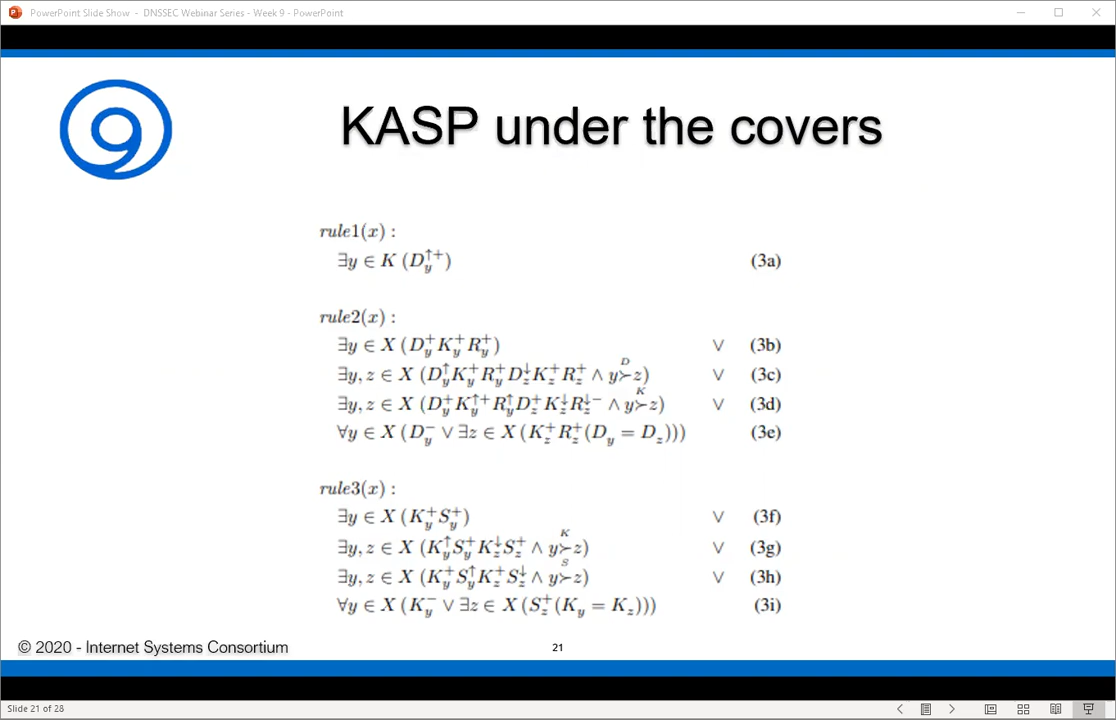 PowerPoint Slide Show - DNSSEC Webinar Series - Week 9 - PowerPoint
KASP under the covers
rule1(x) :
∃y ∈ K (D_y^{↑+}) (3a)
rule2(x) :
∃y ∈ X (D_y^+ K_y^+ R_y^+) ∨ (3b)
∃y, z ∈ X (D_y^↑ K_y^+ R_y^+ D_z^↓ K_z^+ R_z^+ ∧ y ≻^D z) ∨ (3c)
∃y, z ∈ X (D_y^+ K_y^{↑+} R_y^↑ D_z^+ K_z^↓ R_z^{↓-} ∧ y ≻^K z) ∨ (3d)
∀y ∈ X (D_y^- ∨ ∃z ∈ X (K_z^+ R_z^+ (D_y = D_z))) (3e)
rule3(x) :
∃y ∈ X (K_y^+ S_y^+) ∨ (3f)
∃y, z ∈ X (K_y^↑ S_y^+ K_z^↓ S_z^+ ∧ y ≻^K z) ∨ (3g)
∃y, z ∈ X (K_y^+ S_y^↑ K_z^+ S_z^↓ ∧ y ≻^S z) ∨ (3h)
∀y ∈ X (K_y^- ∨ ∃z ∈ X (S_z^+ (K_y = K_z))) (3i)
© 2020 - Internet Systems Consortium 21
Slide 21 of 28